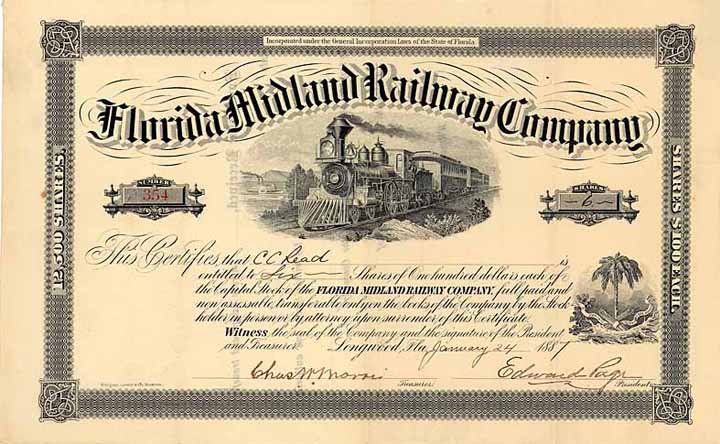 Incorporated under the General Incorporation Laws of the State of Florida.
Florida Midland Railway Company
NUMBER
354
SHARES
6
12,500 SHARES.
SHARES $100 EACH.
This Certifies that C C Read is
entitled to Six Shares of One hundred dollars each of
the Capital Stock of the FLORIDA MIDLAND RAILWAY COMPANY, full paid and
non assessable, transferable only on the books of the Company by the Stock-
holder in person or by attorney upon surrender of this Certificate.
Witness, the seal of the Company and the signature of the President
and Treasurer.
Longwood, Fla. January 24 1887
Chas W. Morris
Treasurer.
Edward Page
President.